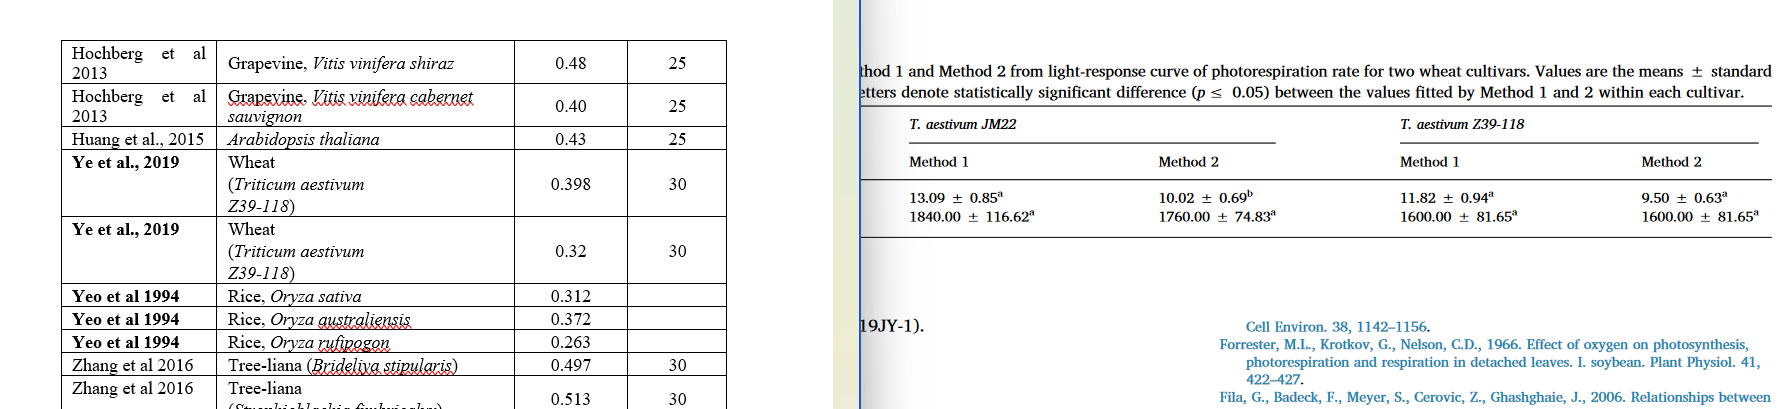 Hochberg et al
2013
Grapevine, Vitis vinifera shiraz
0.48
25
Hochberg et al
2013
Grapevine, Vitis vinifera cabernet
sauvignon
0.40
25
Huang et al., 2015
Arabidopsis thaliana
0.43
25
Ye et al., 2019
Wheat
(Triticum aestivum
Z39-118)
0.398
30
Ye et al., 2019
Wheat
(Triticum aestivum
Z39-118)
0.32
30
Yeo et al 1994
Rice, Oryza sativa
0.312
Yeo et al 1994
Rice, Oryza australiensis
0.372
Yeo et al 1994
Rice, Oryza rufipogon
0.263
Zhang et al 2016
Tree-liana (Brideliya stipularis)
0.497
30
Zhang et al 2016
Tree-liana
0.513
30
thod 1 and Method 2 from light-response curve of photorespiration rate for two wheat cultivars. Values are the means ± standard
etters denote statistically significant difference (p ≤ 0.05) between the values fitted by Method 1 and 2 within each cultivar.
T. aestivum JM22
T. aestivum Z39-118
Method 1
Method 2
Method 1
Method 2
13.09 ± 0.85ᵃ
10.02 ± 0.69ᵇ
11.82 ± 0.94ᵃ
9.50 ± 0.63ᵃ
1840.00 ± 116.62ᵃ
1760.00 ± 74.83ᵃ
1600.00 ± 81.65ᵃ
1600.00 ± 81.65ᵃ
19JY-1).
Cell Environ. 38, 1142–1156.
Forrester, M.L., Krotkov, G., Nelson, C.D., 1966. Effect of oxygen on photosynthesis,
photorespiration and respiration in detached leaves. I. soybean. Plant Physiol. 41,
422–427.
Fila, G., Badeck, F., Meyer, S., Cerovic, Z., Ghashghaie, J., 2006. Relationships between